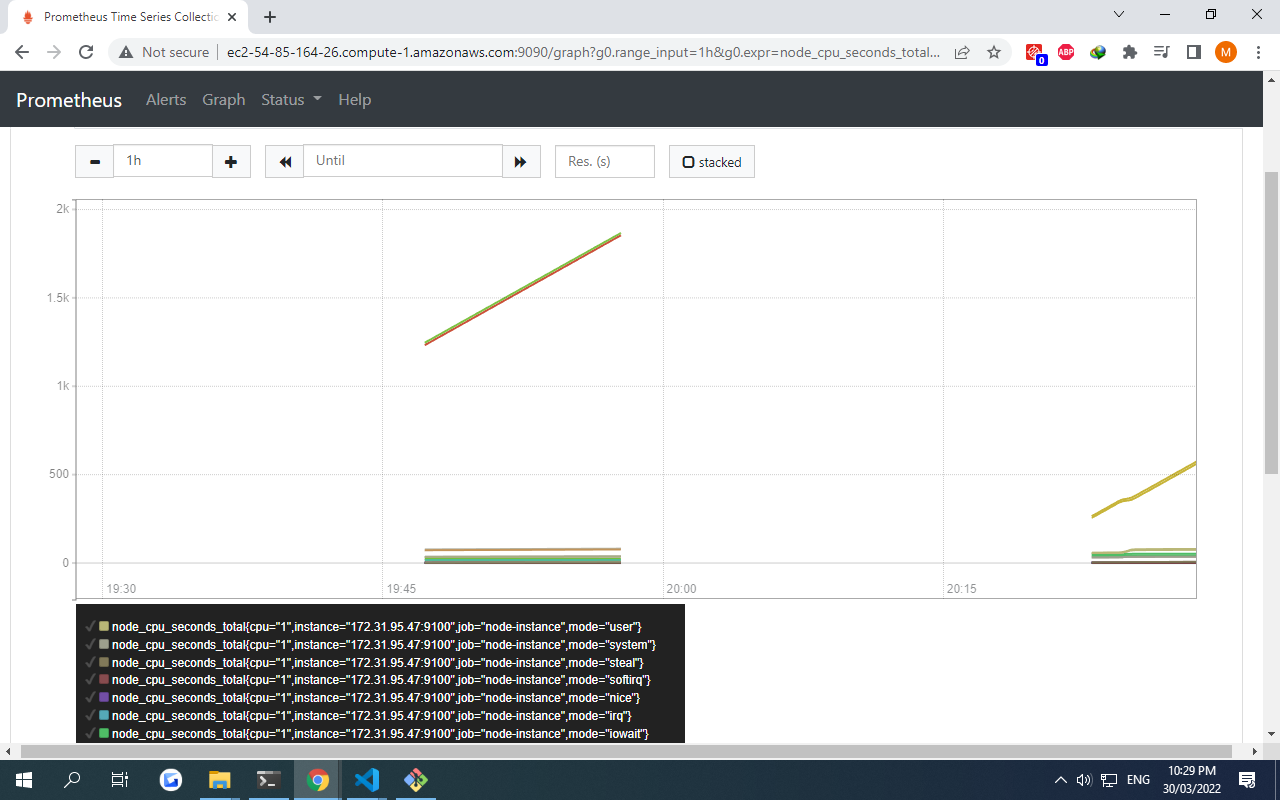 Prometheus Time Series Collectio
Not secure
ec2-54-85-164-26.compute-1.amazonaws.com:9090/graph?g0.range_input=1h&g0.expr=node_cpu_seconds_total...
0
ABP
M
Prometheus
Alerts
Graph
Status
Help
1h
Until
Res. (s)
stacked
2k
1.5k
1k
500
0
19:30
19:45
20:00
20:15
node_cpu_seconds_total{cpu="1",instance="172.31.95.47:9100",job="node-instance",mode="user"}
node_cpu_seconds_total{cpu="1",instance="172.31.95.47:9100",job="node-instance",mode="system"}
node_cpu_seconds_total{cpu="1",instance="172.31.95.47:9100",job="node-instance",mode="steal"}
node_cpu_seconds_total{cpu="1",instance="172.31.95.47:9100",job="node-instance",mode="softirq"}
node_cpu_seconds_total{cpu="1",instance="172.31.95.47:9100",job="node-instance",mode="nice"}
node_cpu_seconds_total{cpu="1",instance="172.31.95.47:9100",job="node-instance",mode="irq"}
node_cpu_seconds_total{cpu="1",instance="172.31.95.47:9100",job="node-instance",mode="iowait"}
ENG
10:29 PM
30/03/2022